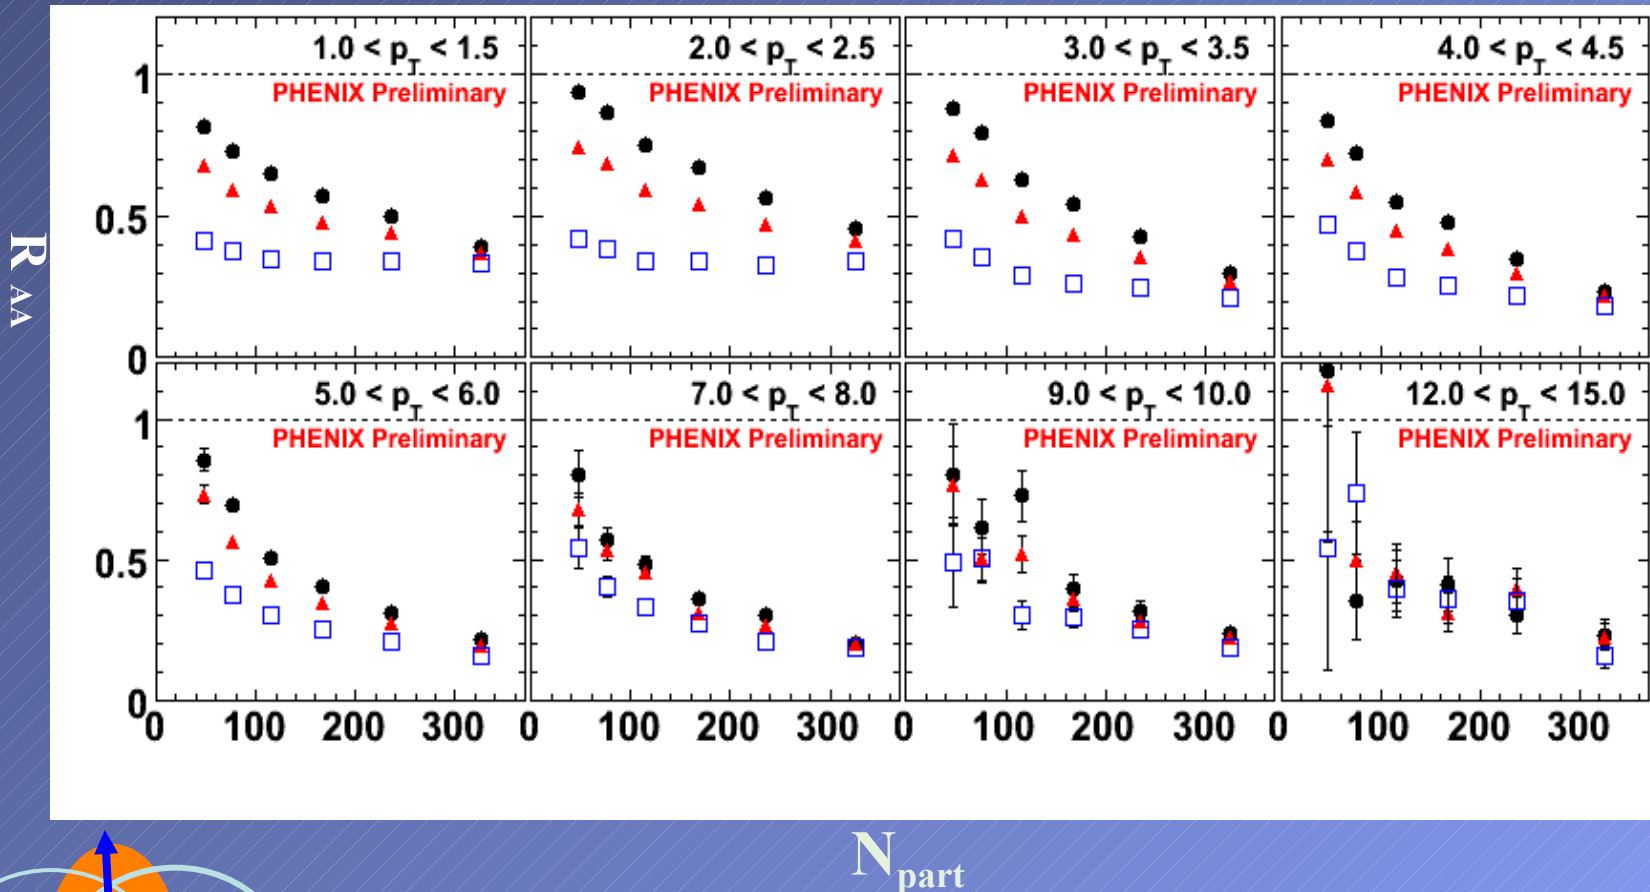 1.0 < pT < 1.5
2.0 < pT < 2.5
3.0 < pT < 3.5
4.0 < pT < 4.5
1
PHENIX Preliminary
PHENIX Preliminary
PHENIX Preliminary
PHENIX Preliminary
0.5
R AA
0
5.0 < pT < 6.0
7.0 < pT < 8.0
9.0 < pT < 10.0
12.0 < pT < 15.0
1
PHENIX Preliminary
PHENIX Preliminary
PHENIX Preliminary
PHENIX Preliminary
0.5
0
0 100 200 300 0 100 200 300 0 100 200 300 0 100 200 300
Npart